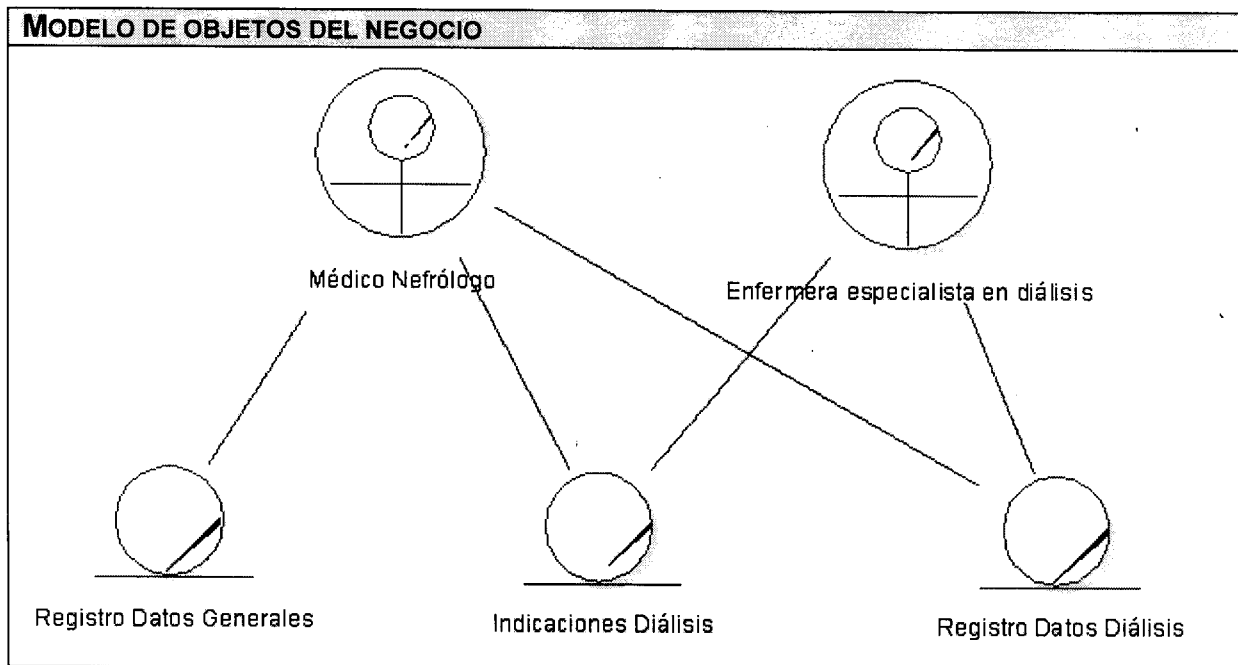 MODELO DE OBJETOS DEL NEGOCIO
Médico Nefrólogo
Enfermera especialista en diálisis
Registro Datos Generales
Indicaciones Diálisis
Registro Datos Diálisis